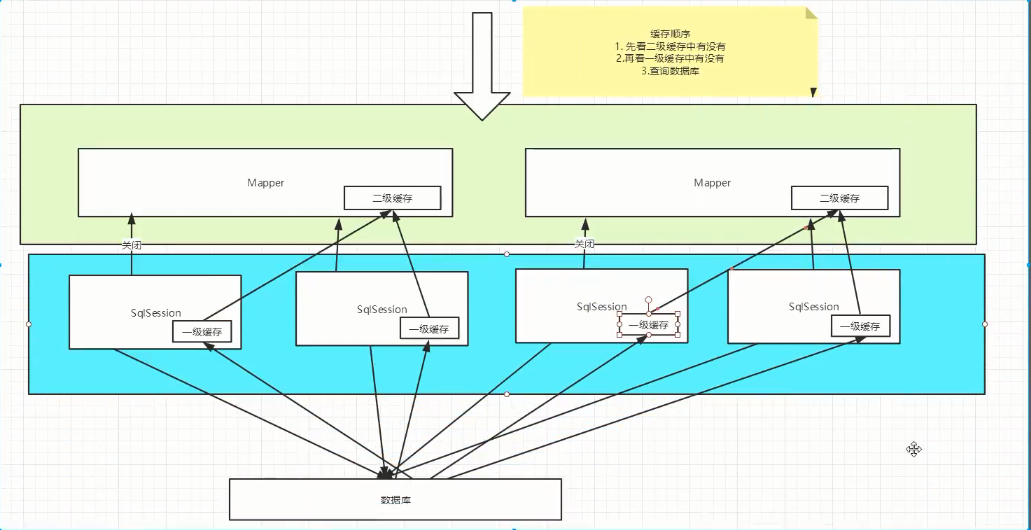 缓存顺序
1. 先看二级缓存中有没有
2.再看一级缓存中有没有
3.查询数据库
Mapper
二级缓存
Mapper
二级缓存
关闭
关闭
SqlSession
一级缓存
SqlSession
一级缓存
SqlSession
一级缓存
SqlSession
一级缓存
数据库